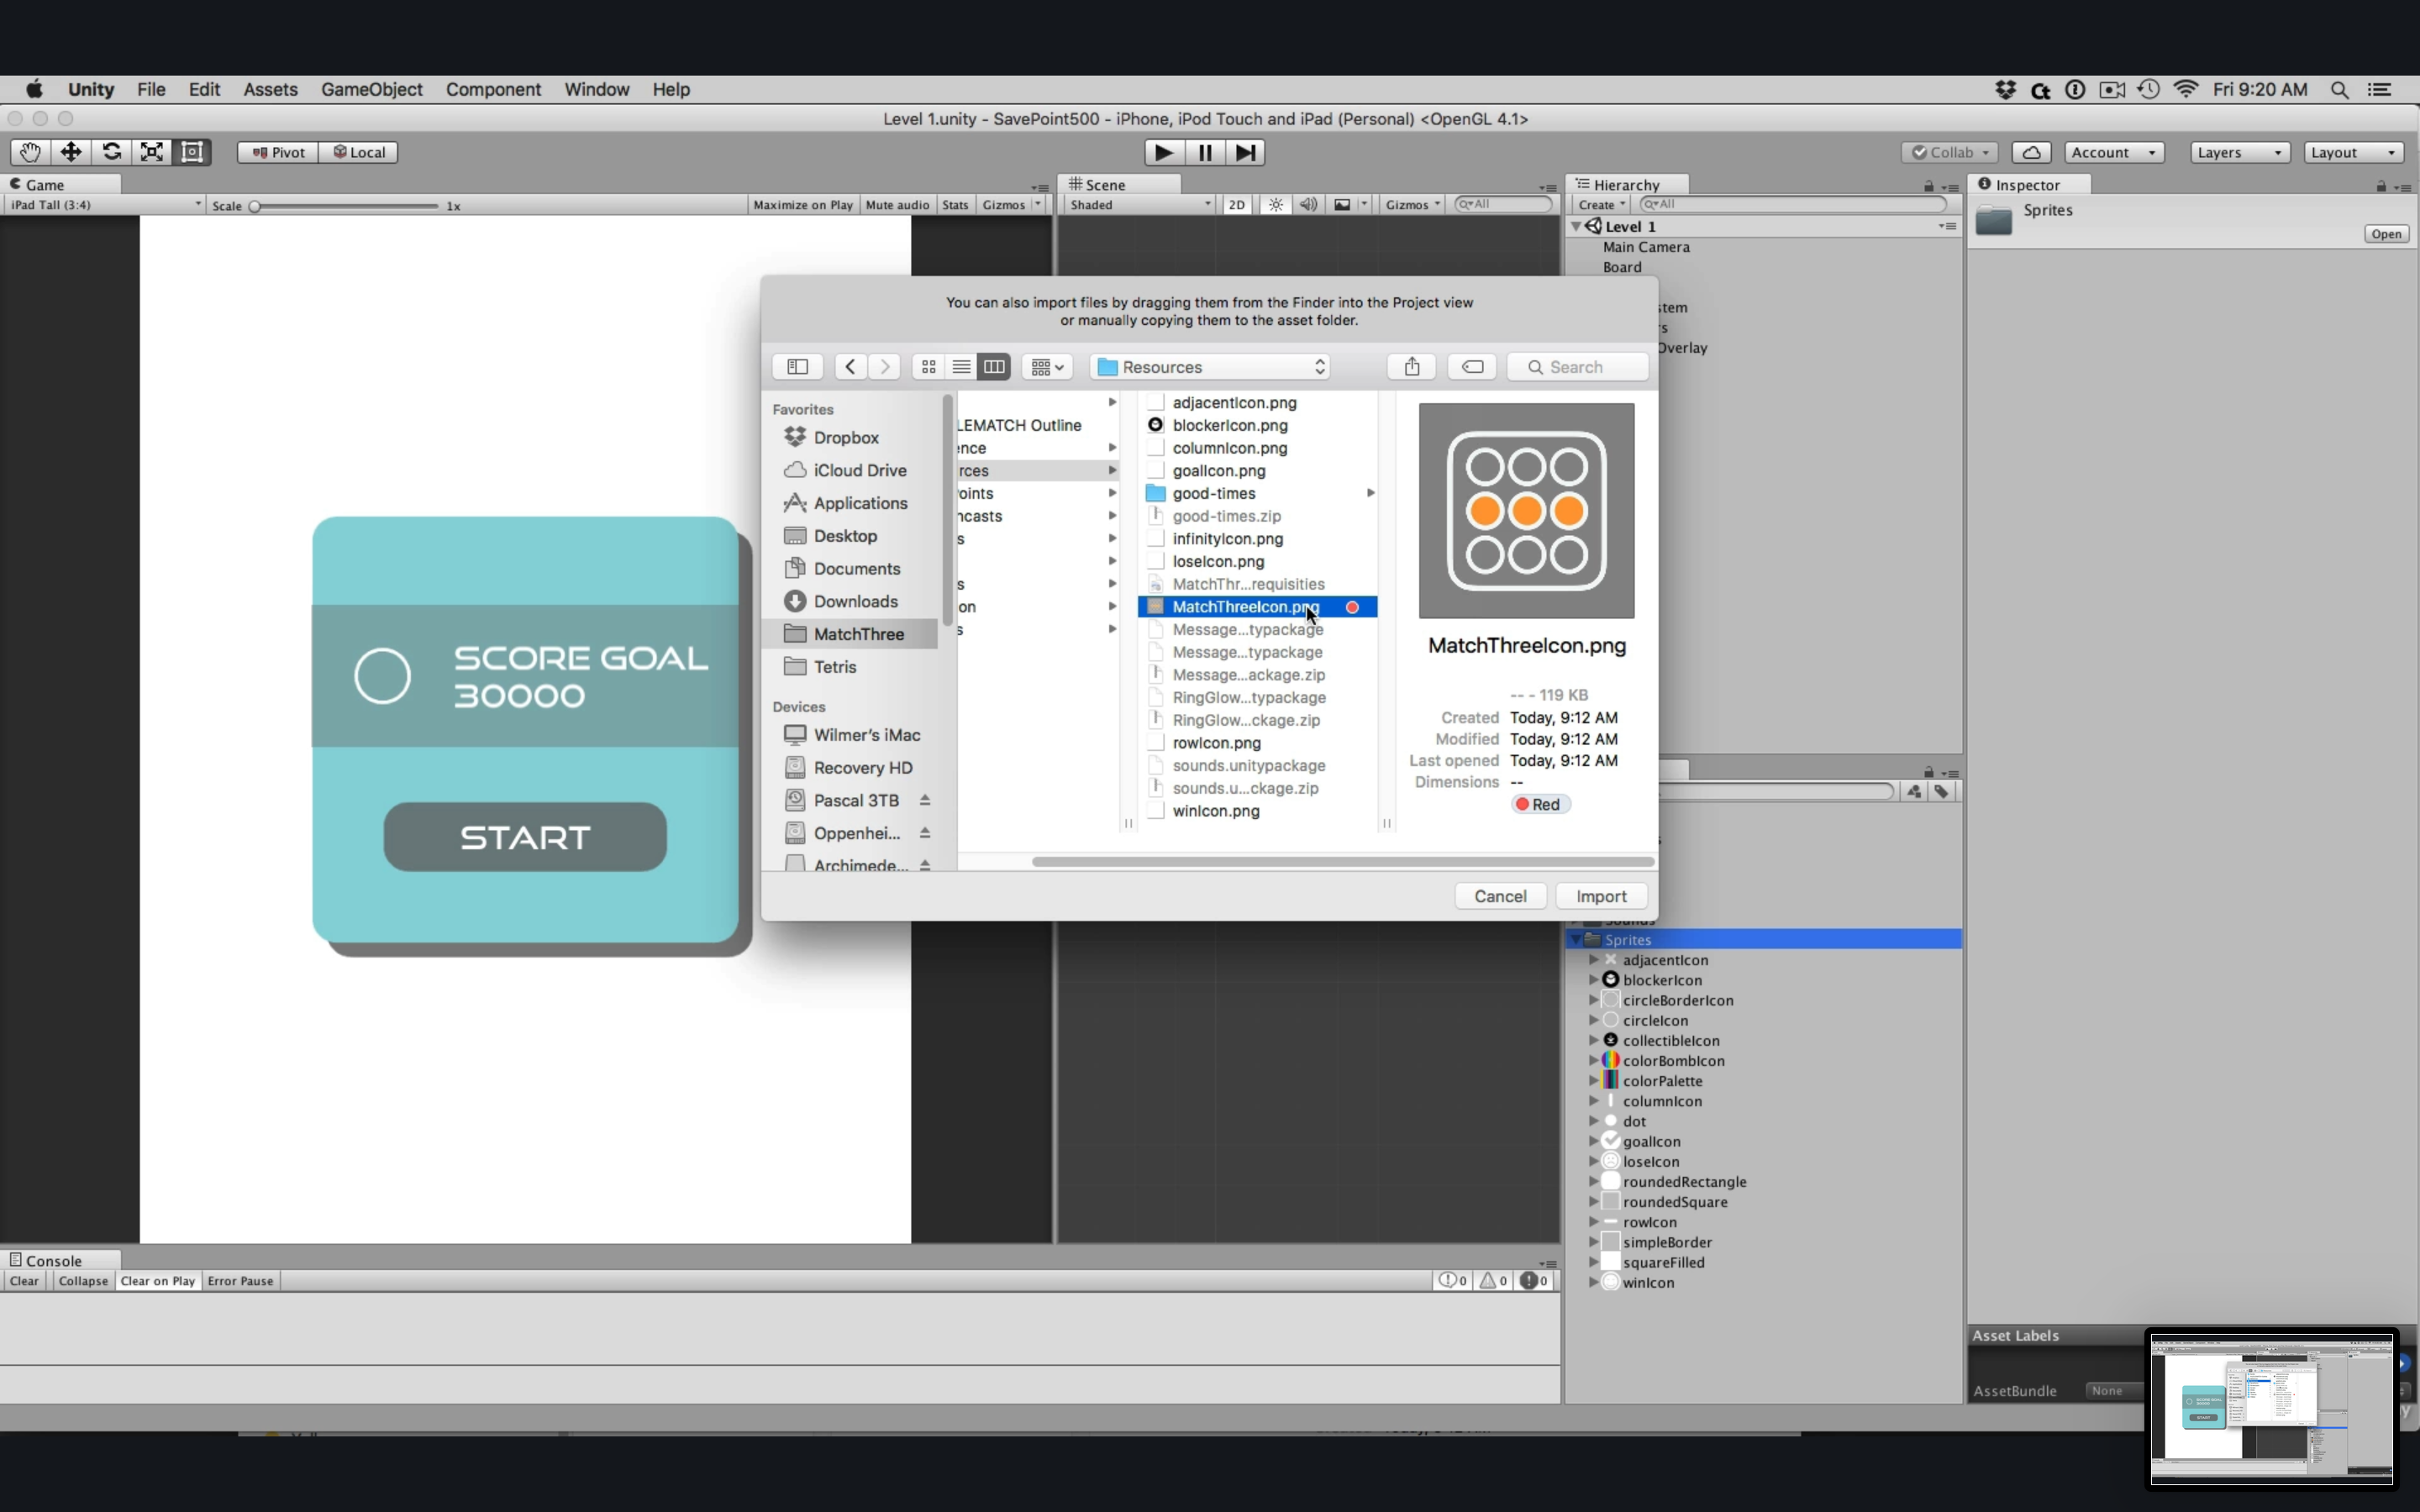 Unity File Edit Assets GameObject Component Window Help
Fri 9:20 AM
Level 1.unity - SavePoint500 - iPhone, iPod Touch and iPad (Personal) <OpenGL 4.1>
Pivot Local
Collab Account Layers Layout
Game
iPad Tall (3:4) Scale 1x Maximize on Play Mute audio Stats Gizmos
SCORE GOAL
30000
START
Scene
Shaded 2D Gizmos All
Hierarchy
Create All
Level 1
Main Camera
Board
stem
Overlay
Inspector
Sprites
Open
You can also import files by dragging them from the Finder into the Project view
or manually copying them to the asset folder.
Resources
Search
Favorites
Dropbox
iCloud Drive
Applications
Desktop
Documents
Downloads
MatchThree
Tetris
Devices
Wilmer's iMac
Recovery HD
Pascal 3TB
Oppenhei...
Archimede...
LEMATCH Outline
ence
rces
oints
ncasts
s
s
on
s
adjacentIcon.png
blockerIcon.png
columnIcon.png
goalIcon.png
good-times
good-times.zip
infinityIcon.png
loseIcon.png
MatchThr...requisities
MatchThreeIcon.png
Message...typackage
Message...typackage
Message...ackage.zip
RingGlow...typackage
RingGlow...ckage.zip
rowIcon.png
sounds.unitypackage
sounds.u...ckage.zip
winIcon.png
MatchThreeIcon.png
-- - 119 KB
Created Today, 9:12 AM
Modified Today, 9:12 AM
Last opened Today, 9:12 AM
Dimensions --
Red
Cancel Import
Sounds
Sprites
adjacentIcon
blockerIcon
circleBorderIcon
circleIcon
collectibleIcon
colorBombIcon
colorPalette
columnIcon
dot
goalIcon
loseIcon
roundedRectangle
roundedSquare
rowIcon
simpleBorder
squareFilled
winIcon
Console
Clear Collapse Clear on Play Error Pause
0 0 0
Asset Labels
AssetBundle None